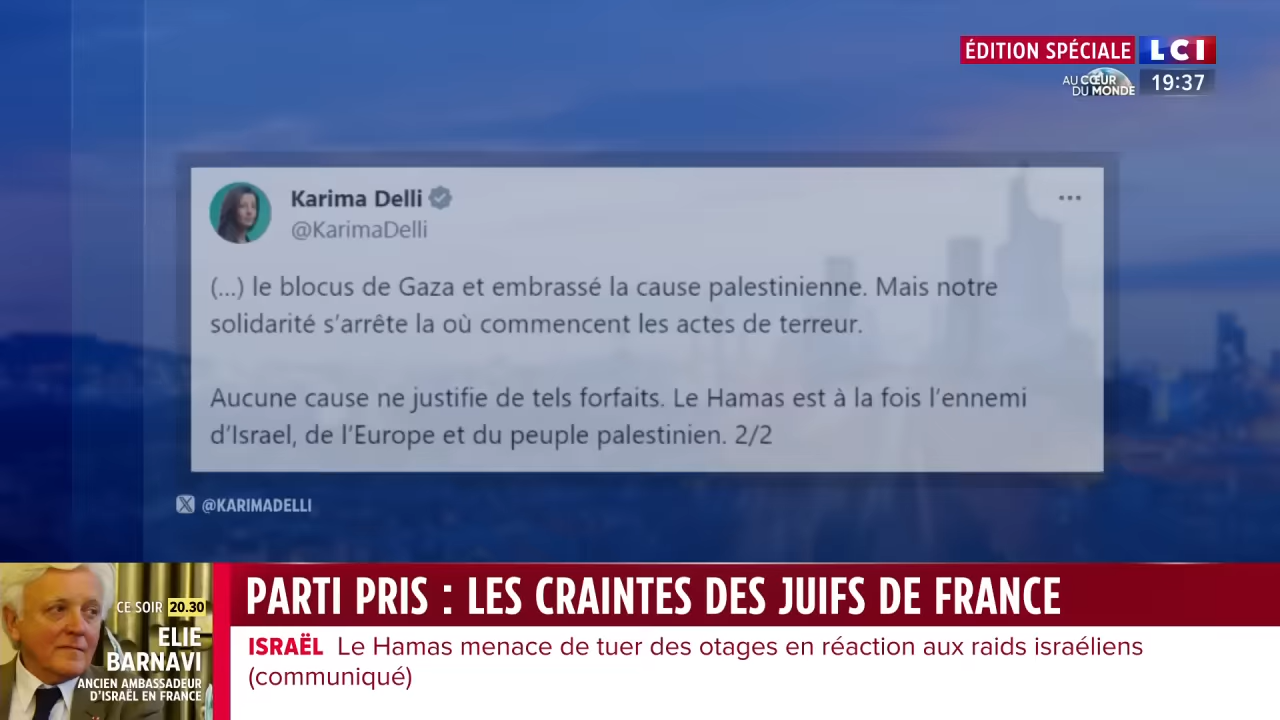 ÉDITION SPÉCIALE LCI
AU CŒUR
DU MONDE
19:37
Karima Delli
@KarimaDelli
(...) le blocus de Gaza et embrassé la cause palestinienne. Mais notre
solidarité s'arrête la où commencent les actes de terreur.
Aucune cause ne justifie de tels forfaits. Le Hamas est à la fois l'ennemi
d'Israel, de l'Europe et du peuple palestinien. 2/2
@KARIMADELLI
CE SOIR 20.30
ELIE
BARNAVI
ANCIEN AMBASSADEUR
D'ISRAËL EN FRANCE
PARTI PRIS : LES CRAINTES DES JUIFS DE FRANCE
ISRAËL Le Hamas menace de tuer des otages en réaction aux raids israéliens
(communiqué)